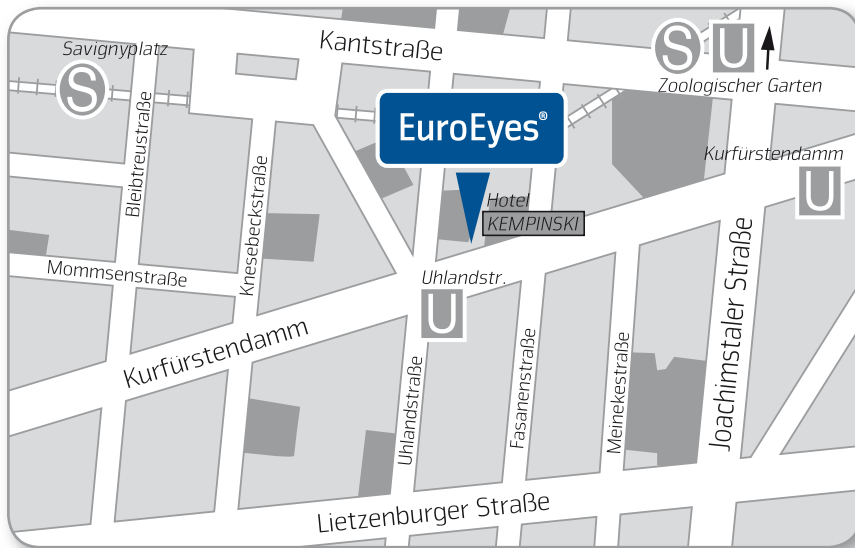 Savignyplatz
S
Kantstraße
S U
Zoologischer Garten
EuroEyes®
Kurfürstendamm
U
Bleibtreustraße
Knesebeckstraße
Hotel
KEMPINSKI
Mommsenstraße
Uhlandstr.
U
Kurfürstendamm
Uhlandstraße
Fasanenstraße
Meinekestraße
Joachimstaler Straße
Lietzenburger Straße